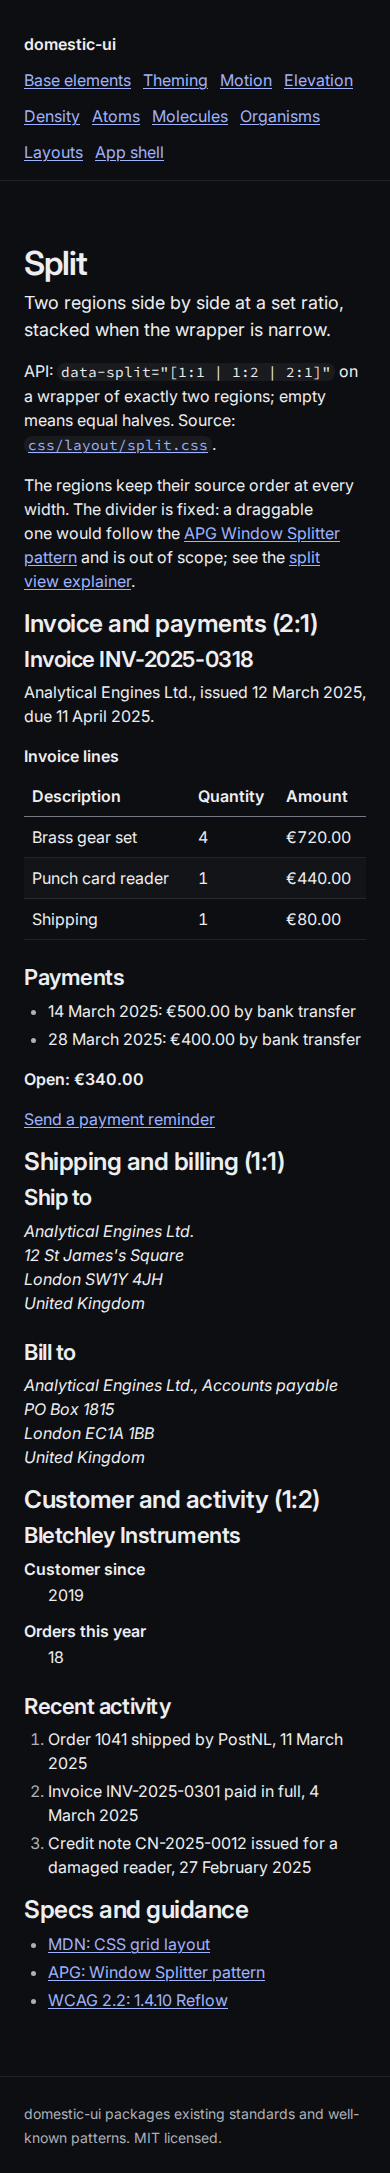 domestic-ui
Base elements Theming Motion Elevation
Density Atoms Molecules Organisms
Layouts App shell
Split
Two regions side by side at a set ratio,
stacked when the wrapper is narrow.
API: data-split="[1:1 | 1:2 | 2:1]" on
a wrapper of exactly two regions; empty
means equal halves. Source:
css/layout/split.css.
The regions keep their source order at every
width. The divider is fixed: a draggable
one would follow the APG Window Splitter
pattern and is out of scope; see the split
view explainer.
Invoice and payments (2:1)
Invoice INV-2025-0318
Analytical Engines Ltd., issued 12 March 2025,
due 11 April 2025.
Invoice lines
Description Quantity Amount
Brass gear set 4 €720.00
Punch card reader 1 €440.00
Shipping 1 €80.00
Payments
• 14 March 2025: €500.00 by bank transfer
• 28 March 2025: €400.00 by bank transfer
Open: €340.00
Send a payment reminder
Shipping and billing (1:1)
Ship to
Analytical Engines Ltd.
12 St James's Square
London SW1Y 4JH
United Kingdom
Bill to
Analytical Engines Ltd., Accounts payable
PO Box 1815
London EC1A 1BB
United Kingdom
Customer and activity (1:2)
Bletchley Instruments
Customer since
2019
Orders this year
18
Recent activity
1. Order 1041 shipped by PostNL, 11 March
2025
2. Invoice INV-2025-0301 paid in full, 4
March 2025
3. Credit note CN-2025-0012 issued for a
damaged reader, 27 February 2025
Specs and guidance
• MDN: CSS grid layout
• APG: Window Splitter pattern
• WCAG 2.2: 1.4.10 Reflow
domestic-ui packages existing standards and well-
known patterns. MIT licensed.